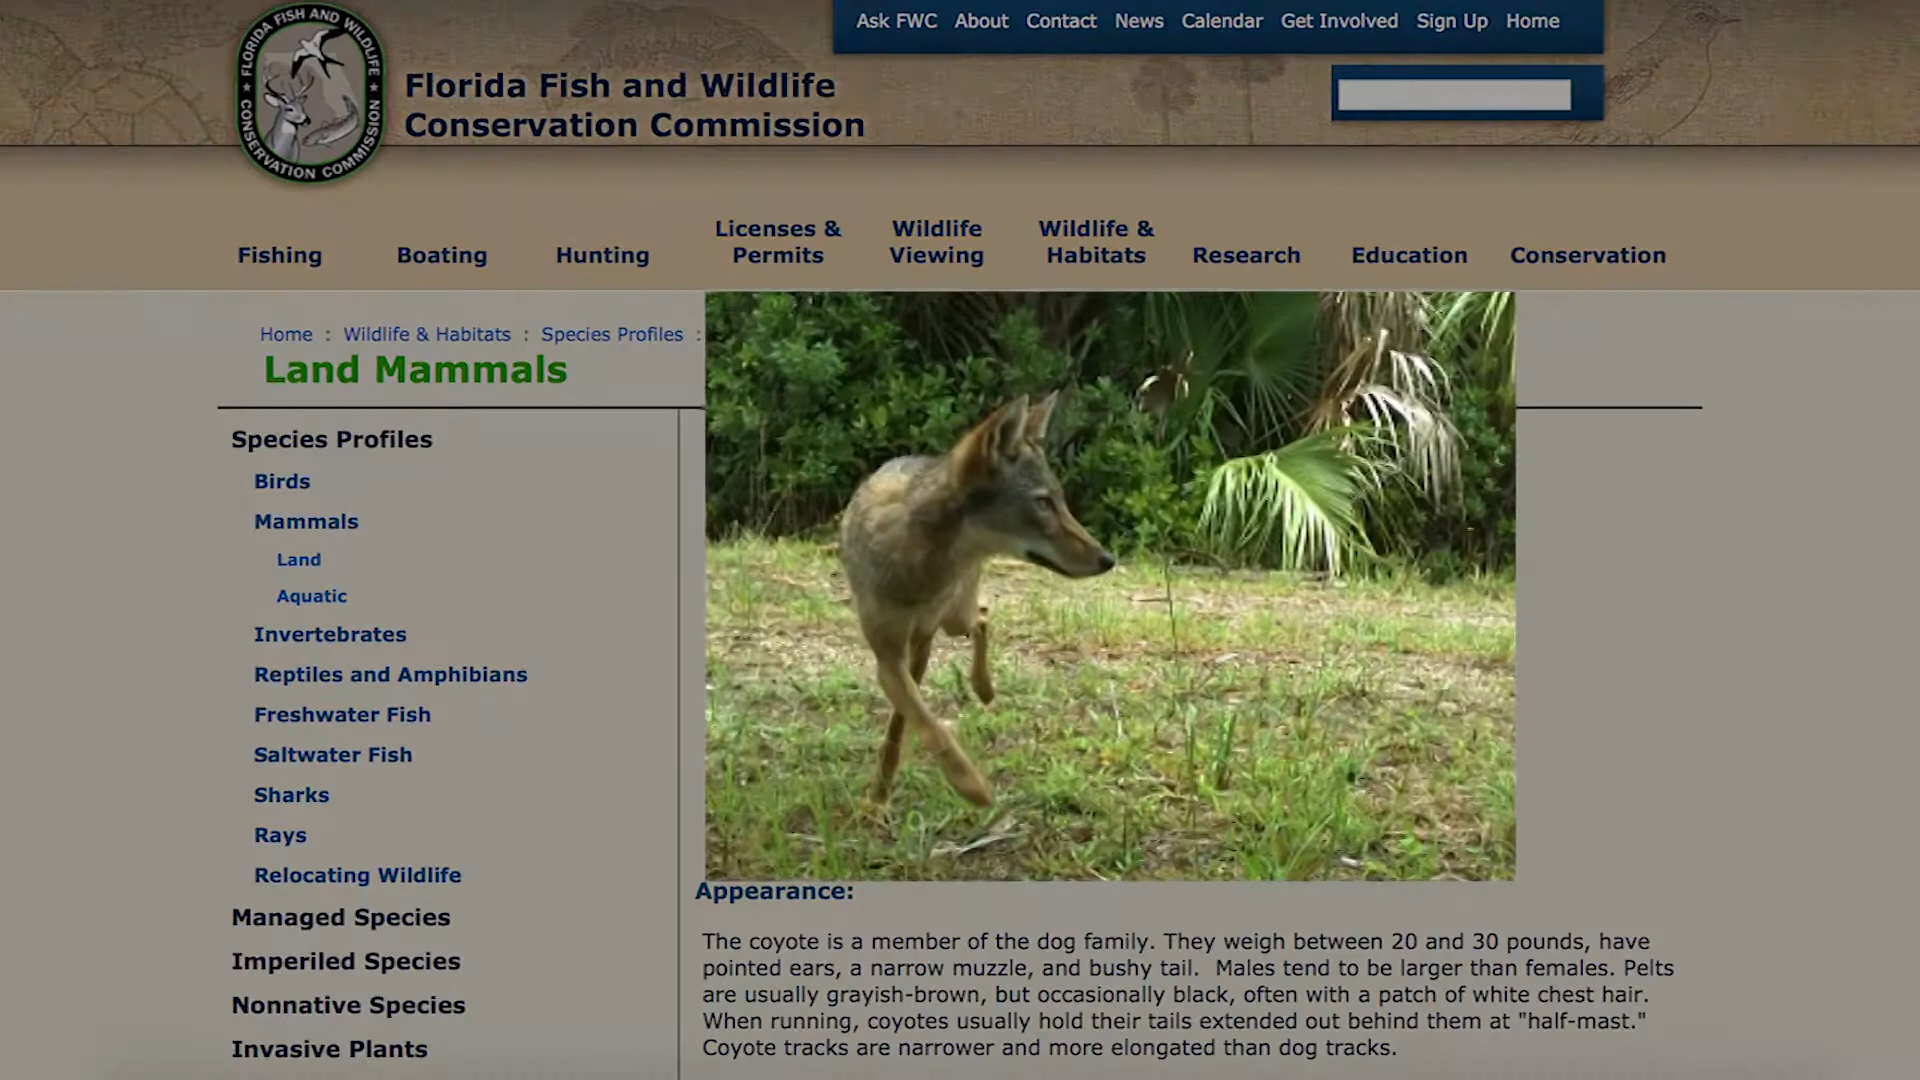 Ask FWC About Contact News Calendar Get Involved Sign Up Home
FLORIDA FISH AND WILDLIFE
CONSERVATION COMMISSION
Florida Fish and Wildlife
Conservation Commission
Fishing
Boating
Hunting
Licenses &
Permits
Wildlife
Viewing
Wildlife &
Habitats
Research
Education
Conservation
Home : Wildlife & Habitats : Species Profiles :
Land Mammals
Species Profiles
Birds
Mammals
Land
Aquatic
Invertebrates
Reptiles and Amphibians
Freshwater Fish
Saltwater Fish
Sharks
Rays
Relocating Wildlife
Managed Species
Imperiled Species
Nonnative Species
Invasive Plants
Appearance:
The coyote is a member of the dog family. They weigh between 20 and 30 pounds, have
pointed ears, a narrow muzzle, and bushy tail. Males tend to be larger than females. Pelts
are usually grayish-brown, but occasionally black, often with a patch of white chest hair.
When running, coyotes usually hold their tails extended out behind them at "half-mast."
Coyote tracks are narrower and more elongated than dog tracks.